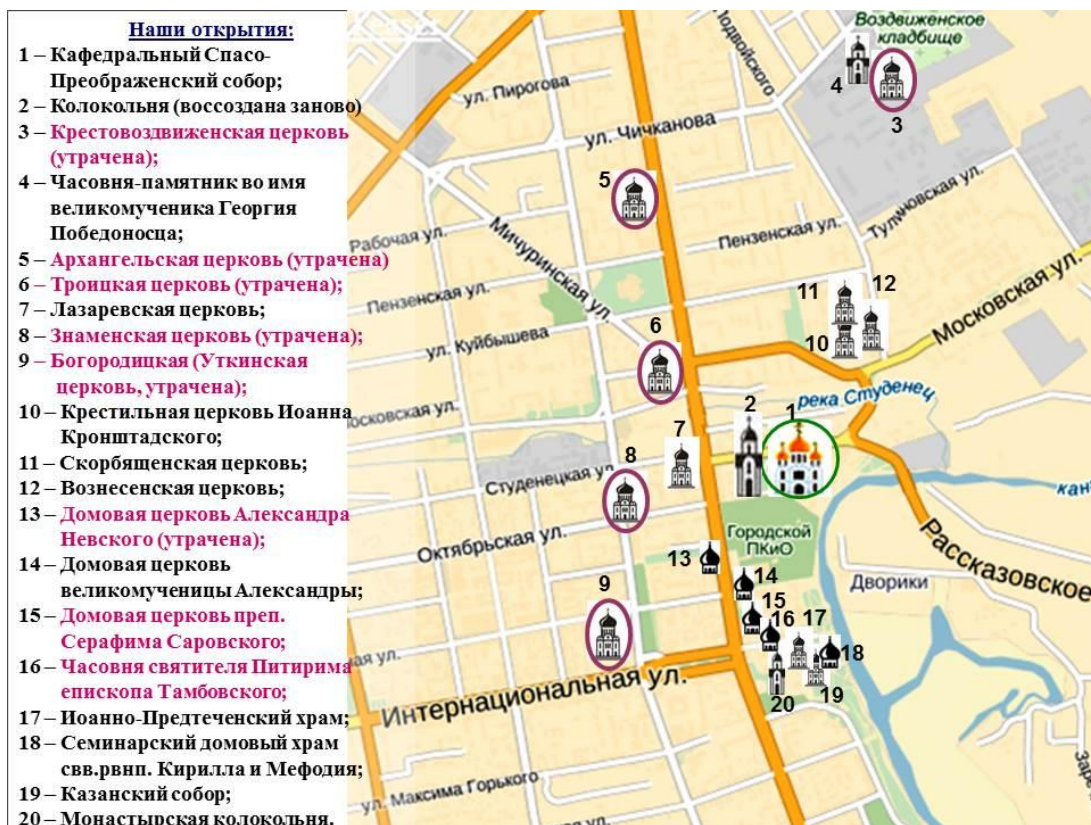 Наши открытия:
1 – Кафедральный Спасо-
Преображенский собор;
2 – Колокольня (воссоздана заново)
3 – Крестовоздвиженская церковь
(утрачена);
4 – Часовня-памятник во имя
великомученика Георгия
Победоносца;
5 – Архангельская церковь (утрачена)
6 – Троицкая церковь (утрачена);
7 – Лазаревская церковь;
8 – Знаменская церковь (утрачена);
9 – Богородицкая (Уткинская
церковь, утрачена);
10 – Крестильная церковь Иоанна
Кронштадского;
11 – Скорбященская церковь;
12 – Вознесенская церковь;
13 – Домовая церковь Александра
Невского (утрачена);
14 – Домовая церковь
великомученицы Александры;
15 – Домовая церковь преп.
Серафима Саровского;
16 – Часовня святителя Питирима
епископа Тамбовского;
17 – Иоанно-Предтеченский храм;
18 – Семинарский домовый храм
свв.рвнп. Кирилла и Мефодия;
19 – Казанский собор;
20 – Монастырская колокольня.
Воздвиженское
кладбище
4
3
ул. Пирогова
Подвойского
ул. Чичканова
5
Тулиновская ул.
Рабочая ул.
Мичуринская ул.
Пензенская ул.
Пензенская ул.
11
12
10
Московская ул.
ул. Куйбышева
6
река Студенец
московская ул.
2
1
7
8
Студенецкая ул
кан
Октябрьская ул.
Городской
ПКиО
Рассказовское
13
14
Дворики
15
16
17
18
9
19
20
ная ул.
Интернациональная ул.
ул. Максима Горького